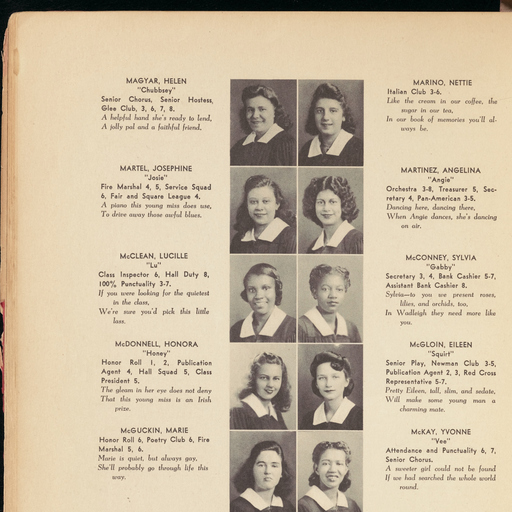 MAGYAR, HELEN
"Chubbsey"
Senior Chorus, Senior Hostess,
Glee Club, 3, 6, 7, 8.
A helpful hand she's ready to lend,
A jolly pal and a faithful friend.
MARINO, NETTIE
Italian Club 3-6.
Like the cream in our coffee, the
sugar in our tea,
In our book of memories you'll al-
ways be.
MARTEL, JOSEPHINE
"Josie"
Fire Marshal 4, 5, Service Squad
6, Fair and Square League 4.
A piano this young miss does use,
To drive away those awful blues.
MARTINEZ, ANGELINA
"Angie"
Orchestra 3-8, Treasurer 5, Sec-
retary 4, Pan-American 3-5.
Dancing here, dancing there,
When Angie dances, she's dancing
on air.
McCLEAN, LUCILLE
"Lu"
Class Inspector 6, Hall Duty 8,
100% Punctuality 3-7.
If you were looking for the quietest
in the class,
We're sure you'd pick this little
lass.
McCONNEY, SYLVIA
"Gabby"
Secretary 3, 4, Bank Cashier 5-7,
Assistant Bank Cashier 8.
Sylvia—to you we present roses,
lilies, and orchids, too,
In Wadleigh they need more like
you.
McDONNELL, HONORA
"Honey"
Honor Roll 1, 2, Publication
Agent 4, Hall Squad 5, Class
President 5.
The gleam in her eye does not deny
That this young miss is an Irish
prize.
McGLOIN, EILEEN
"Squirt"
Senior Play, Newman Club 3-5,
Publication Agent 2, 3, Red Cross
Representative 5-7.
Pretty Eileen, tall, slim, and sedate,
Will make some young man a
charming mate.
McGUCKIN, MARIE
Honor Roll 6, Poetry Club 6, Fire
Marshal 5, 6.
Marie is quiet, but always gay,
She'll probably go through life this
way.
McKAY, YVONNE
"Vee"
Attendance and Punctuality 6, 7,
Senior Chorus.
A sweeter girl could not be found
If we had searched the whole world
round.